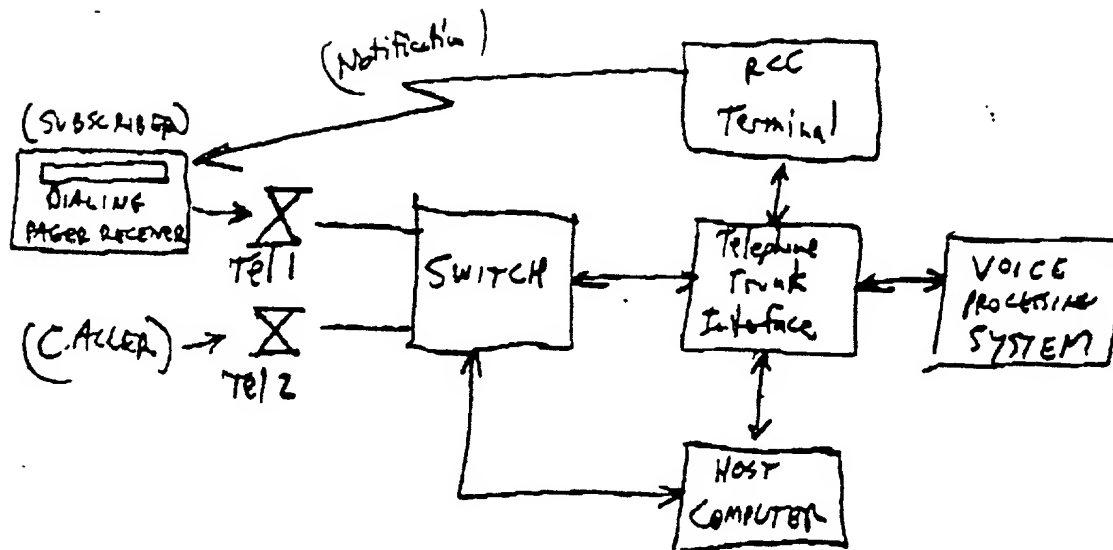 (Notification)
RCC
Terminal
(SUBSCRIBER)
DIALING
PAGER RECEIVER
Tel 1
SWITCH
Telephone
Trunk
Interface
VOICE
PROCESSING
SYSTEM
(CALLER)
Tel 2
HOST
COMPUTER